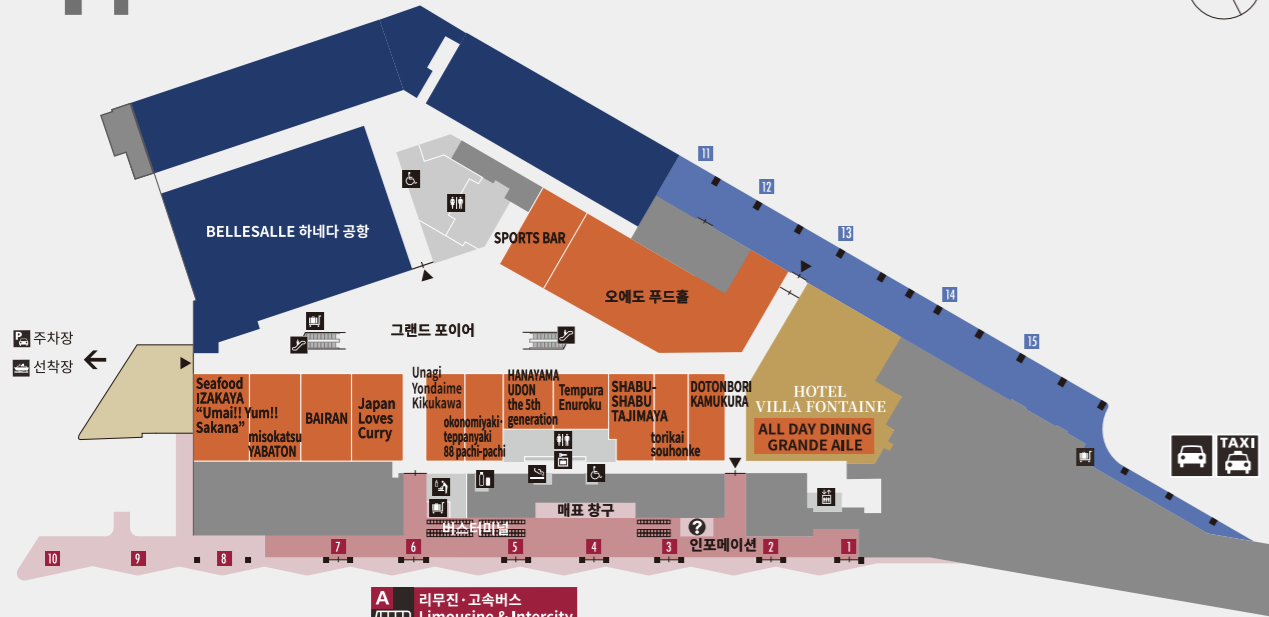 11
12
13
14
15
BELLESALLE 하네다 공항
SPORTS BAR
오에도 푸드홀
그랜드 포이어
P
주차장
선착장
Seafood
IZAKAYA
“Umai!! Yum!!
Sakana”
misokatsu
YABATON
BAIRAN
Japan
Loves
Curry
Unagi
Yondaime
Kikukawa
okonomiyaki·
teppanyaki
88 pachi-pachi
HANAYAMA
UDON
the 5th
generation
Tempura
Enuroku
SHABU-
SHABU
TAJIMAYA
torikai
souhonke
DOTONBORI
KAMUKURA
HOTEL
VILLA FONTAINE
ALL DAY DINING
GRANDE AILE
TAXI
매표 창구
버스터미널
?
인포메이션
10
9
8
7
6
5
4
3
2
1
A
리무진·고속버스
Limousine & Intercity